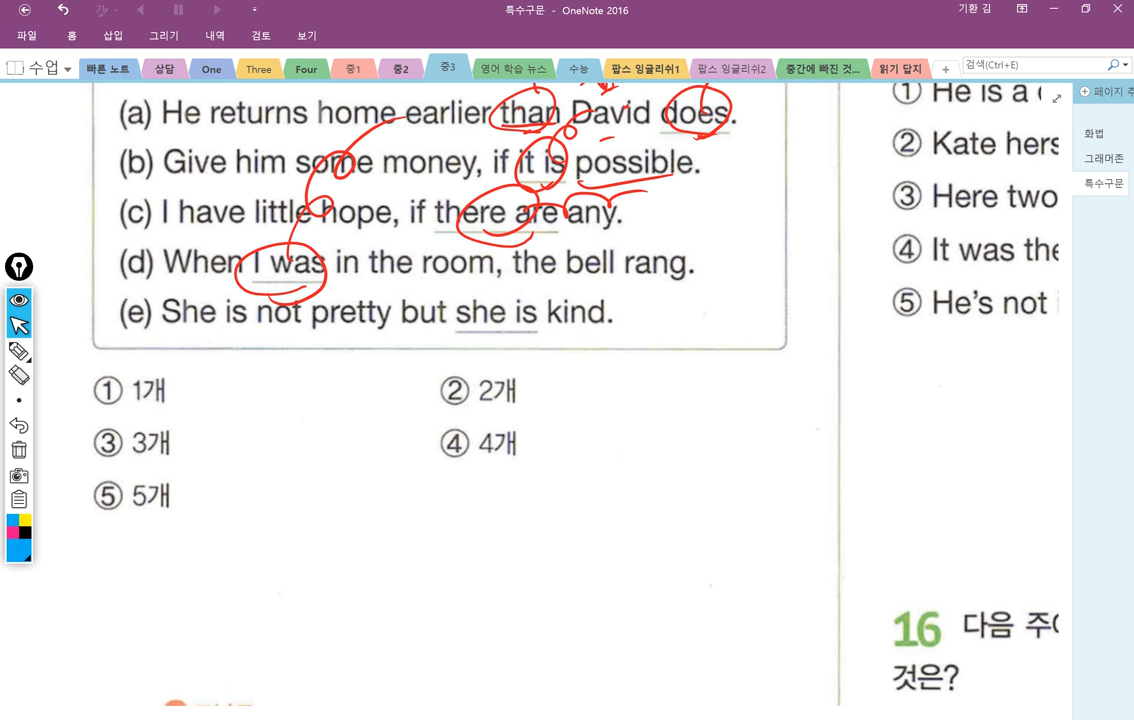 특수구문 - OneNote 2016
기환 김
파일 홈 삽입 그리기 내역 검토 보기
수업 빠른 노트 상담 One Three Four 중1 중2 중3 영어 학습 뉴스 수능 팝스 잉글리쉬1 팝스 잉글리쉬2 중간에 빠진 것... 읽기 답지 + 검색(Ctrl+E)
페이지 추
화법
그래머존
특수구문
(a) He returns home earlier than David does.
(b) Give him some money, if it is possible.
(c) I have little hope, if there are any.
(d) When I was in the room, the bell rang.
(e) She is not pretty but she is kind.
① 1개
② 2개
③ 3개
④ 4개
⑤ 5개
① He is a
② Kate hers
③ Here two
④ It was the
⑤ He's not
16 다음 주
것은?